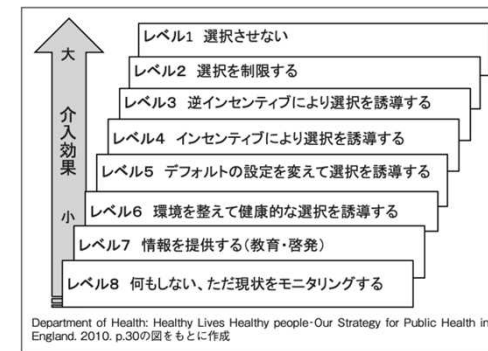 大
介入効果
小
レベル1 選択させない
レベル2 選択を制限する
レベル3 逆インセンティブにより選択を誘導する
レベル4 インセンティブにより選択を誘導する
レベル5 デフォルトの設定を変えて選択を誘導する
レベル6 環境を整えて健康的な選択を誘導する
レベル7 情報を提供する(教育・啓発)
レベル8 何もしない、ただ現状をモニタリングする
Department of Health: Healthy Lives Healthy people-Our Strategy for Public Health in
England. 2010. p.30の図をもとに作成